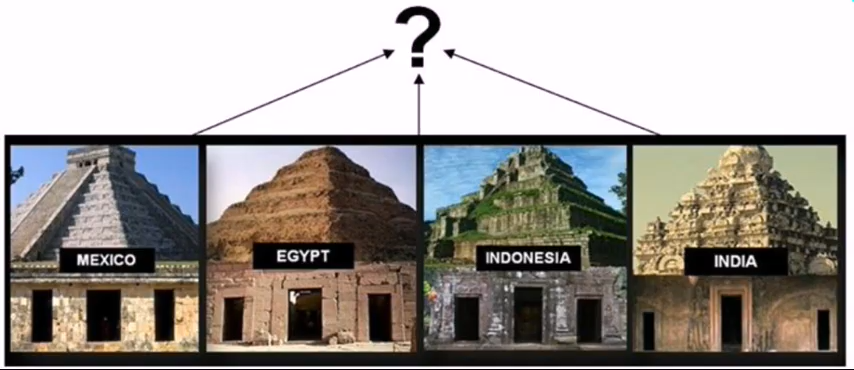 ?
MEXICO
EGYPT
INDONESIA
INDIA